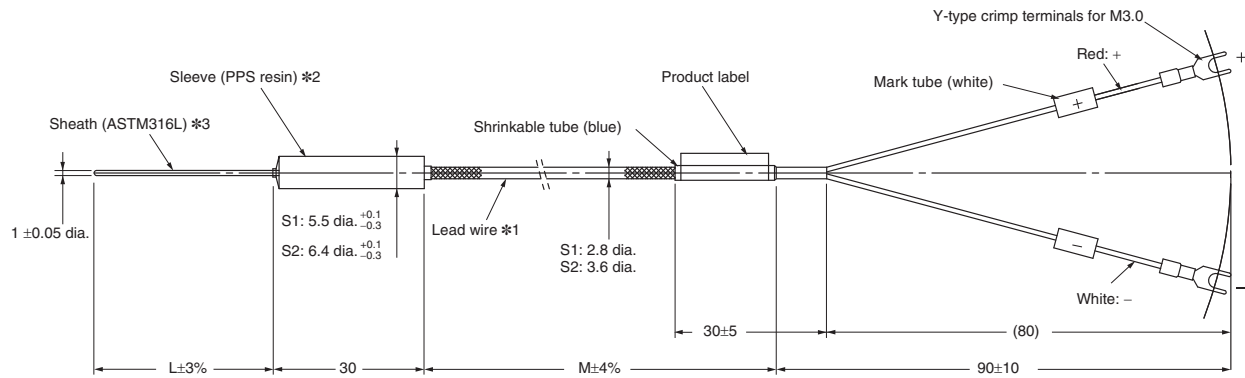 Y-type crimp terminals for M3.0
Red: +
+
Sleeve (PPS resin) ✱2
Product label
Mark tube (white)
+
Sheath (ASTM316L) ✱3
Shrinkable tube (blue)
1 ±0.05 dia.
S1: 5.5 dia. +0.1 −0.3
S2: 6.4 dia. +0.1 −0.3
Lead wire ✱1
S1: 2.8 dia.
S2: 3.6 dia.
−
−
White: −
30±5
(80)
L±3%
30
M±4%
90±10